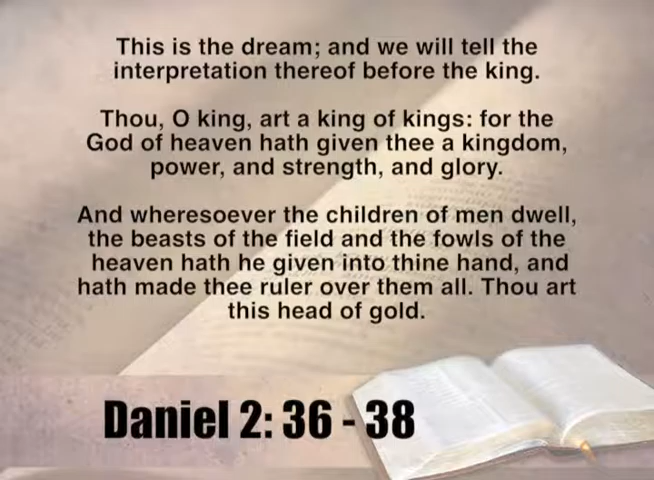 This is the dream; and we will tell the
interpretation thereof before the king.
Thou, O king, art a king of kings: for the
God of heaven hath given thee a kingdom,
power, and strength, and glory.
And wheresoever the children of men dwell,
the beasts of the field and the fowls of the
heaven hath he given into thine hand, and
hath made thee ruler over them all. Thou art
this head of gold.
Daniel 2: 36 - 38